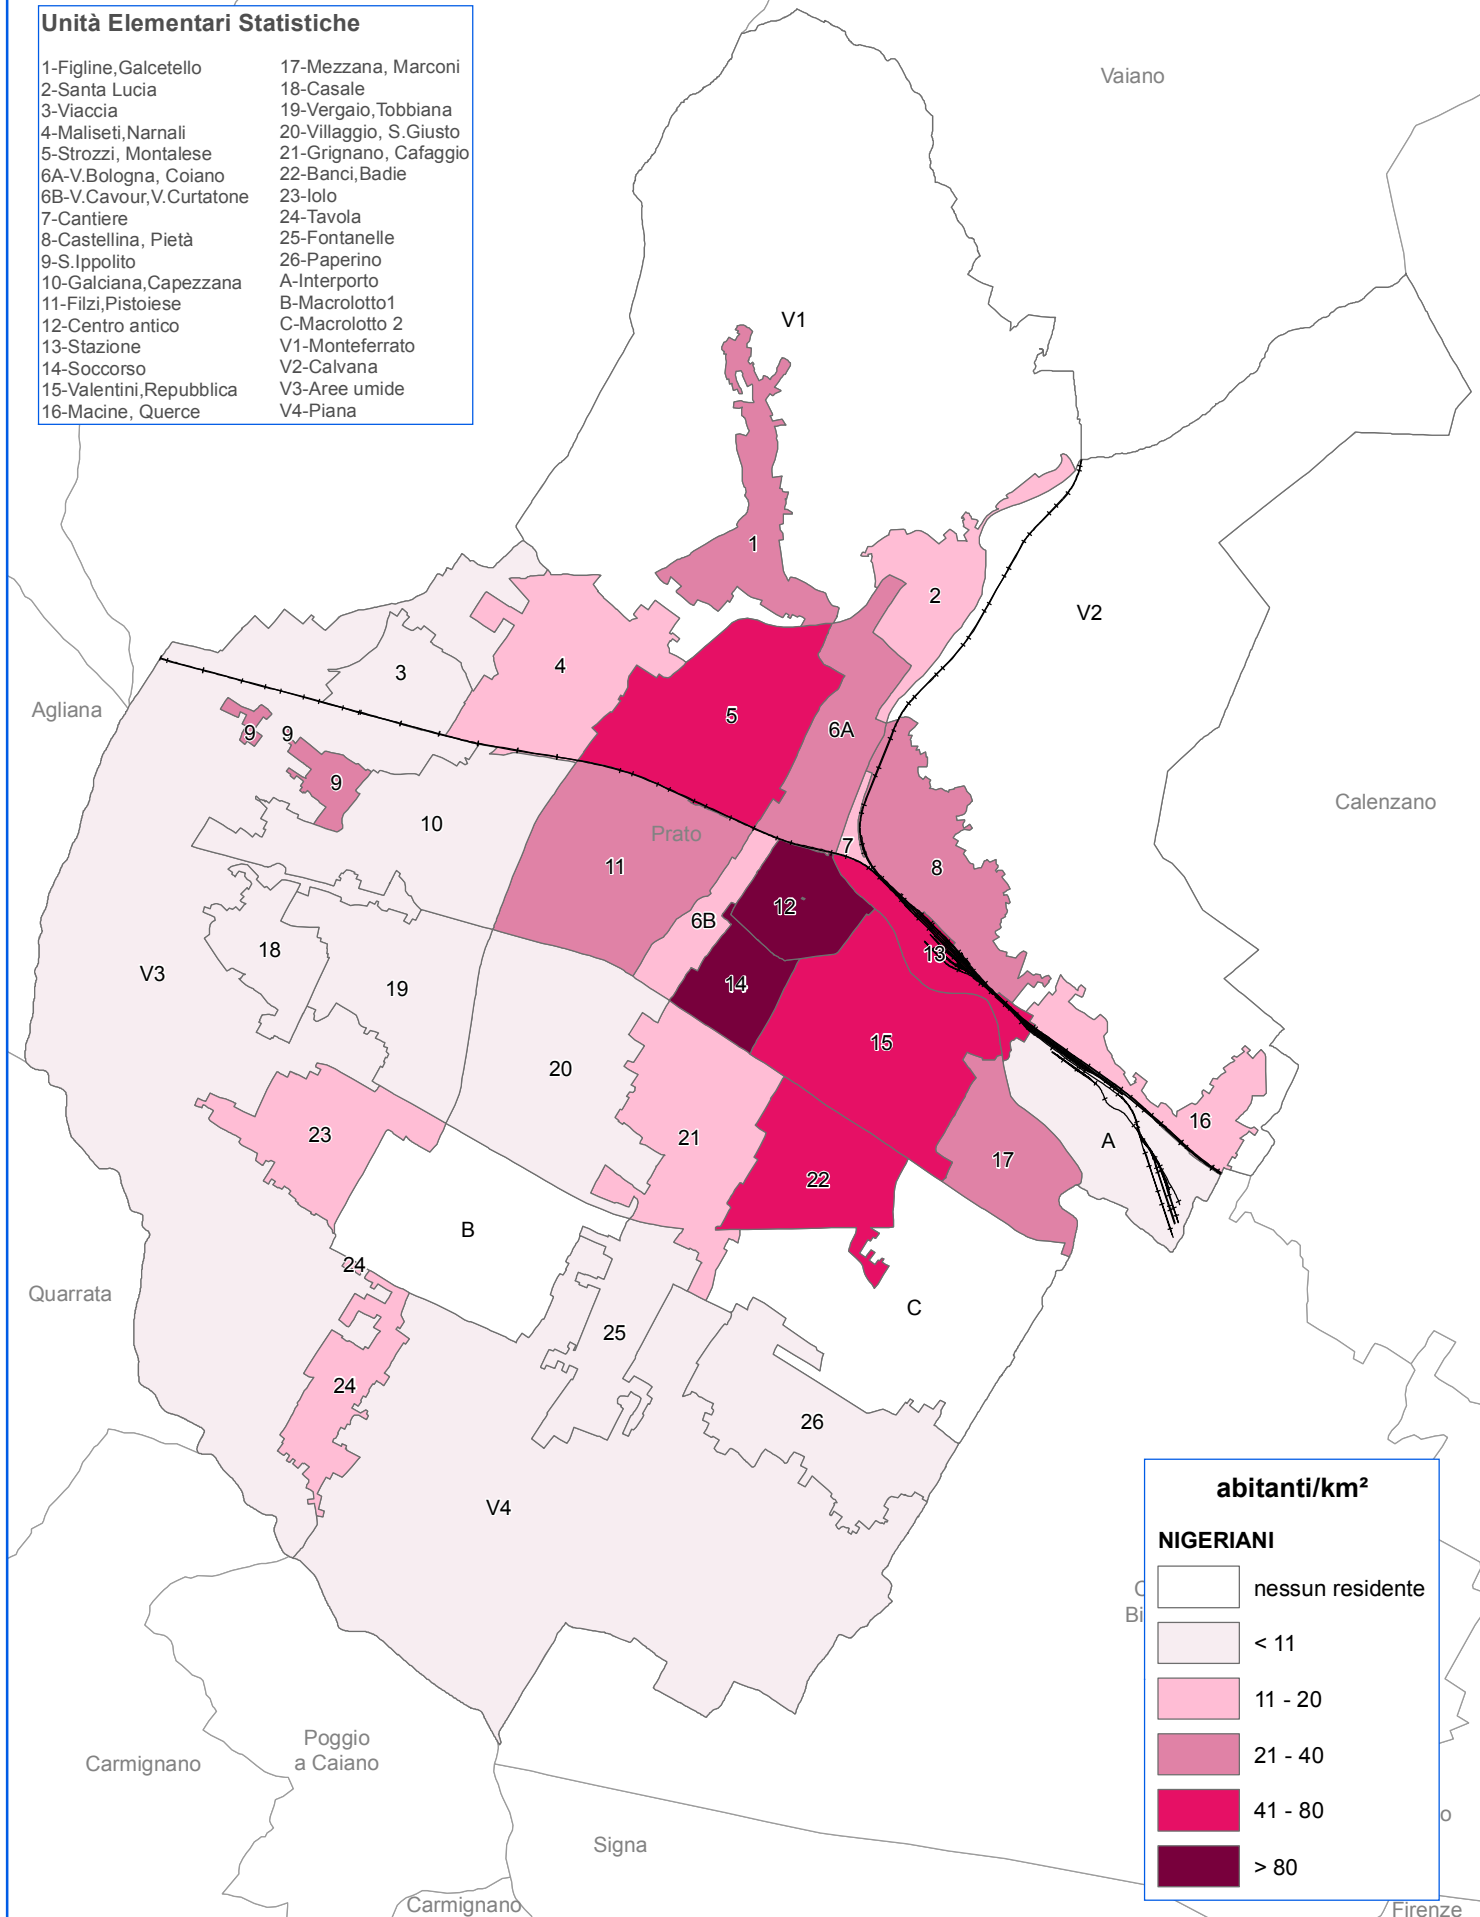 Unità Elementari Statistiche
1-Figline,Galcetello
2-Santa Lucia
3-Viaccia
4-Maliseti,Narnali
5-Strozzi, Montalese
6A-V.Bologna, Coiano
6B-V.Cavour,V.Curtatone
7-Cantiere
8-Castellina, Pietà
9-S.Ippolito
10-Galciana,Capezzana
11-Filzi,Pistoiese
12-Centro antico
13-Stazione
14-Soccorso
15-Valentini,Repubblica
16-Macine, Querce
17-Mezzana, Marconi
18-Casale
19-Vergaio,Tobbiana
20-Villaggio, S.Giusto
21-Grignano, Cafaggio
22-Banci,Badie
23-Iolo
24-Tavola
25-Fontanelle
26-Paperino
A-Interporto
B-Macrolotto1
C-Macrolotto 2
V1-Monteferrato
V2-Calvana
V3-Aree umide
V4-Piana
Vaiano
V1
1
2
V2
3
4
Agliana
5
6A
9
9
9
Calenzano
10
Prato
7
11
8
12
6B
18
13
V3
14
19
15
20
16
23
21
A
17
22
B
24
Quarrata
C
25
24
26
V4
abitanti/km²
NIGERIANI
nessun residente
< 11
11 - 20
21 - 40
41 - 80
> 80
C
Bi
o
Poggio
a Caiano
Carmignano
Signa
Carmignano
Firenze